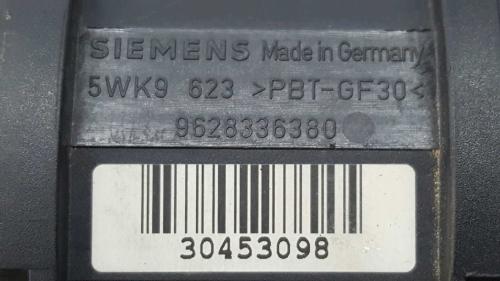 SIEMENS Made in Germany
5WK9 623 >PBT-GF30<
9628336380
30453098